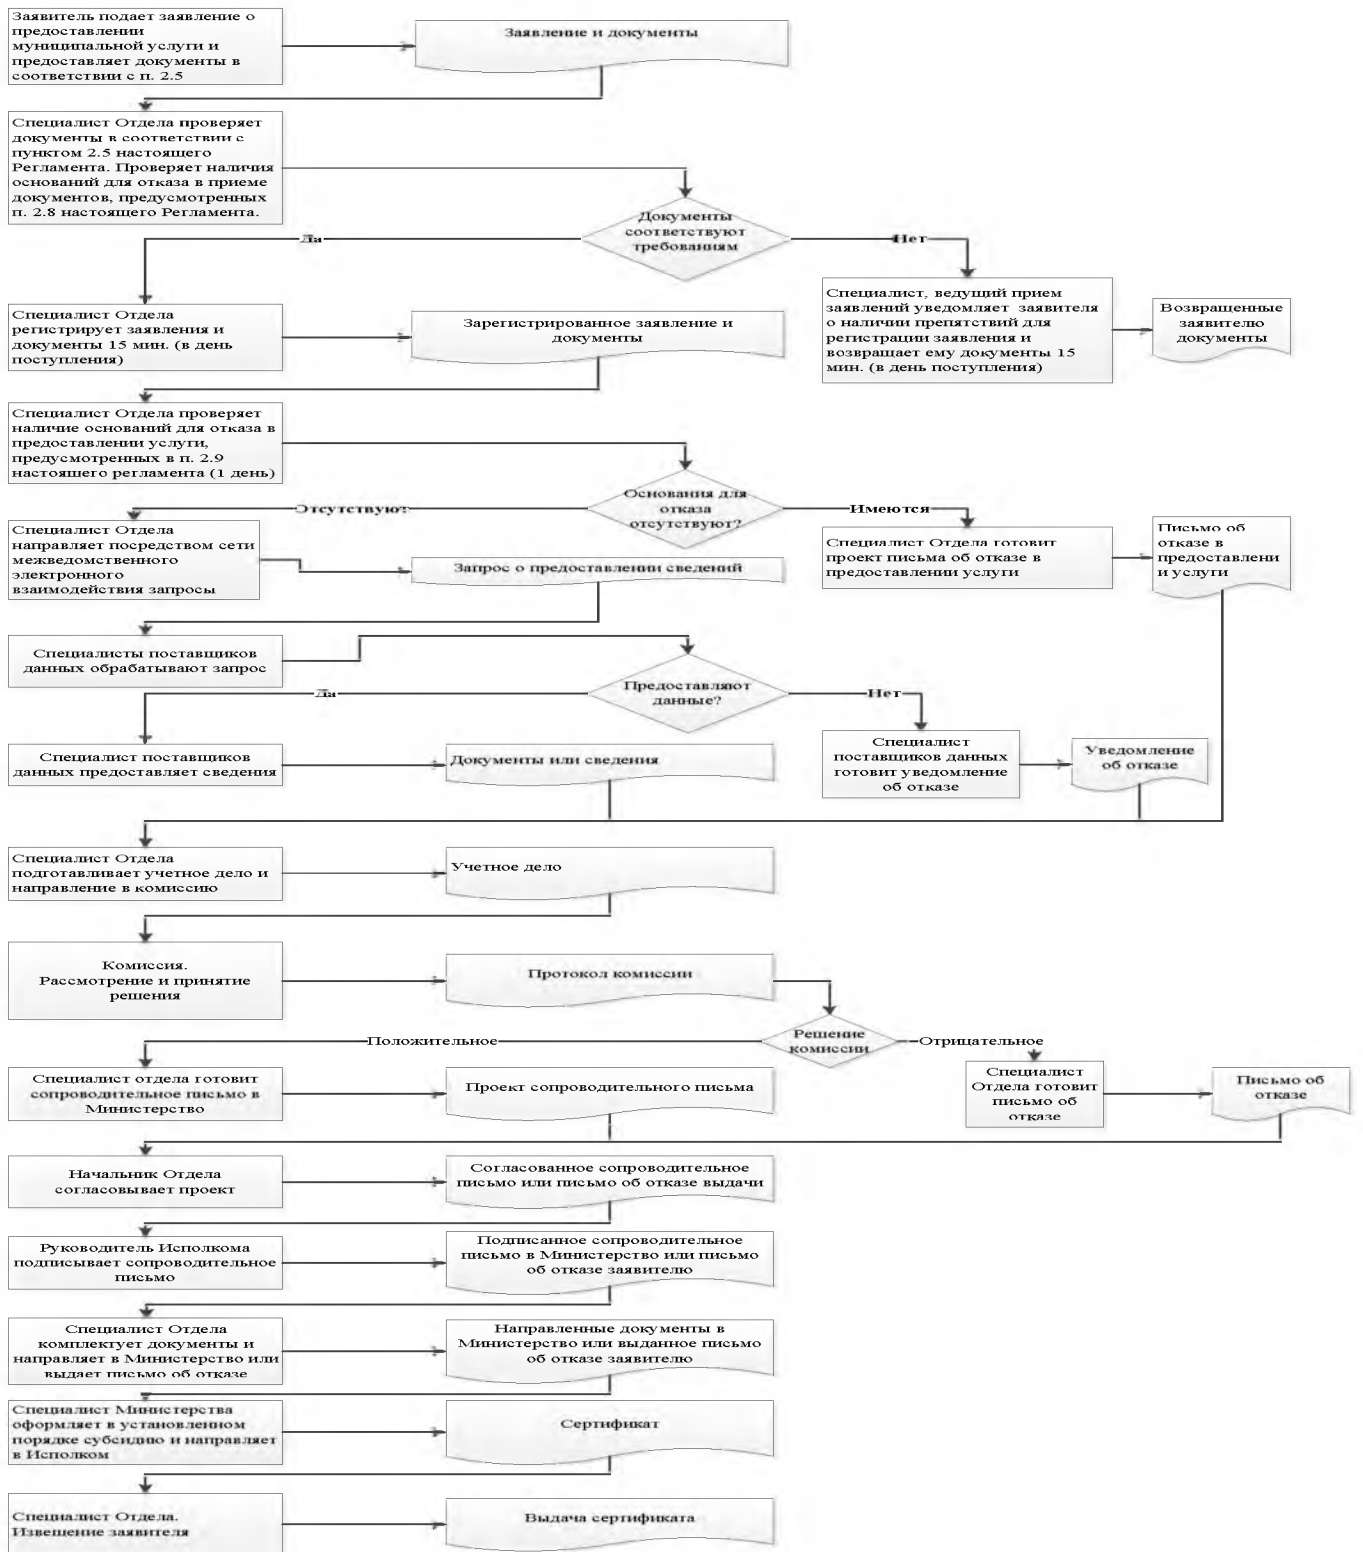 Заявитель подает заявление о
предоставлении
муниципальной услуги и
предоставляет документы в
соответствии с п. 2.5
Заявление и документы
Специалист Отдела проверяет
документы в соответствии с
пунктом 2.5 настоящего
Регламента. Проверяет наличия
оснований для отказа в приеме
документов, предусмотренных
п. 2.8 настоящего Регламента.
Документы
соответствуют
требованиям
Да
Нет
Специалист Отдела
регистрирует заявления и
документы 15 мин. (в день
поступления)
Зарегистрированное заявление и
документы
Специалист, ведущий прием
заявлений уведомляет заявителя
о наличии препятствий для
регистрации заявления и
возвращает ему документы 15
мин. (в день поступления)
Возвращенные
заявителю
документы
Специалист Отдела проверяет
наличие оснований для отказа в
предоставлении услуги,
предусмотренных в п. 2.9
настоящего регламента (1 день)
Основания для
отказа
отсутствуют?
Отсутствуют
Имеются
Специалист Отдела
направляет посредством сети
межведомственного
электронного
взаимодействия запросы
Запрос о предоставлении сведений
Специалист Отдела готовит
проект письма об отказе в
предоставлении услуги
Письмо об
отказе в
предоставлени
и услуги
Специалисты поставщиков
данных обрабатывают запрос
Предоставляют
данные?
Да
Нет
Специалист поставщиков
данных предоставляет сведения
Документы или сведения
Специалист
поставщиков данных
готовит уведомление
об отказе
Уведомление
об отказе
Специалист Отдела
подготавливает учетное дело и
направление в комиссию
Учетное дело
Комиссия.
Рассмотрение и принятие
решения
Протокол комиссии
Решение
комиссии
Положительное
Отрицательное
Специалист отдела готовит
сопроводительное письмо в
Министерство
Проект сопроводительного письма
Специалист
Отдела готовит
письмо об
отказе
Письмо об
отказе
Начальник Отдела
согласовывает проект
Согласованное сопроводительное
письмо или письмо об отказе выдачи
Руководитель Исполкома
подписывает сопроводительное
письмо
Подписанное сопроводительное
письмо в Министерство или письмо
об отказе заявителю
Специалист Отдела
комплектует документы и
направляет в Министерство или
выдает письмо об отказе
Направленные документы в
Министерство или выданное письмо
об отказе заявителю
Специалист Министерства
оформляет в установленном
порядке субсидию и направляет
в Исполком
Сертификат
Специалист Отдела.
Извещение заявителя
Выдача сертификата